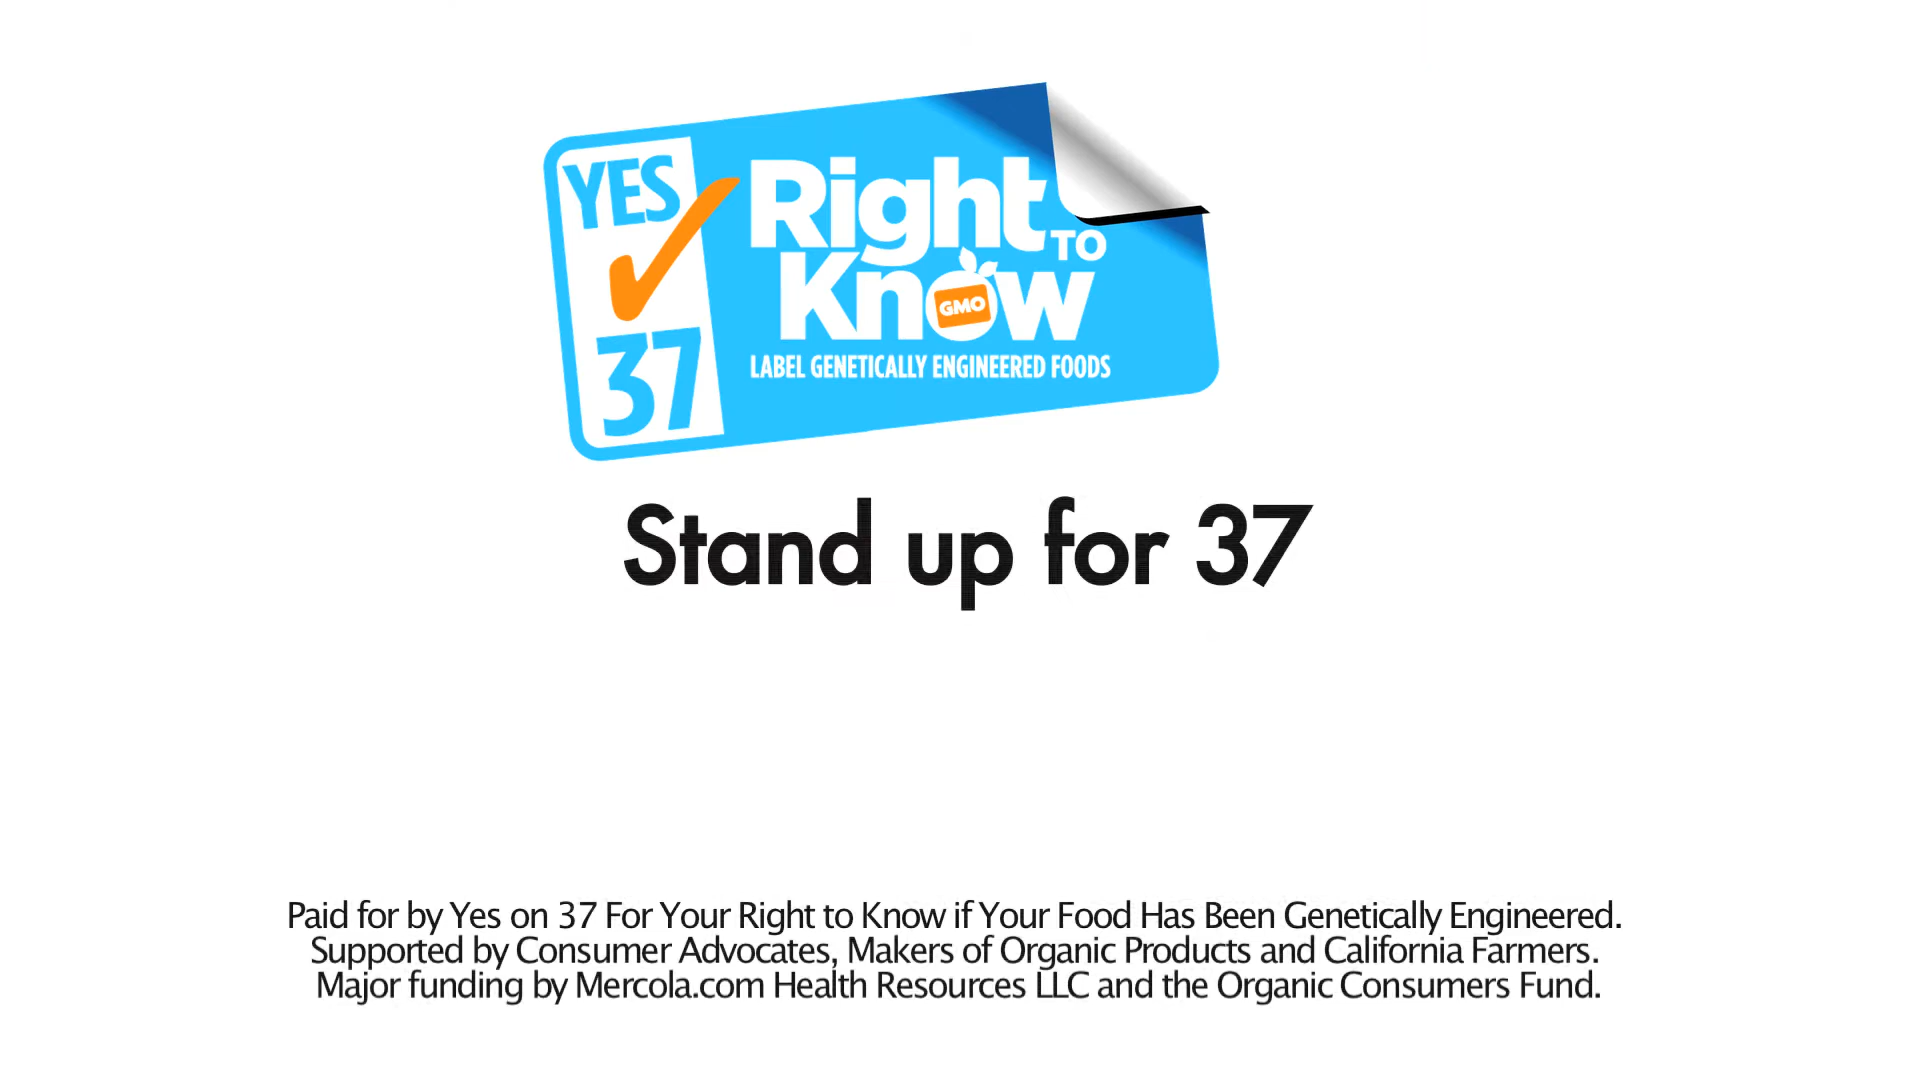 YES
37
Right
TO
Know
GMO
LABEL GENETICALLY ENGINEERED FOODS
Stand up for 37
Paid for by Yes on 37 For Your Right to Know if Your Food Has Been Genetically Engineered.
Supported by Consumer Advocates, Makers of Organic Products and California Farmers.
Major funding by Mercola.com Health Resources LLC and the Organic Consumers Fund.